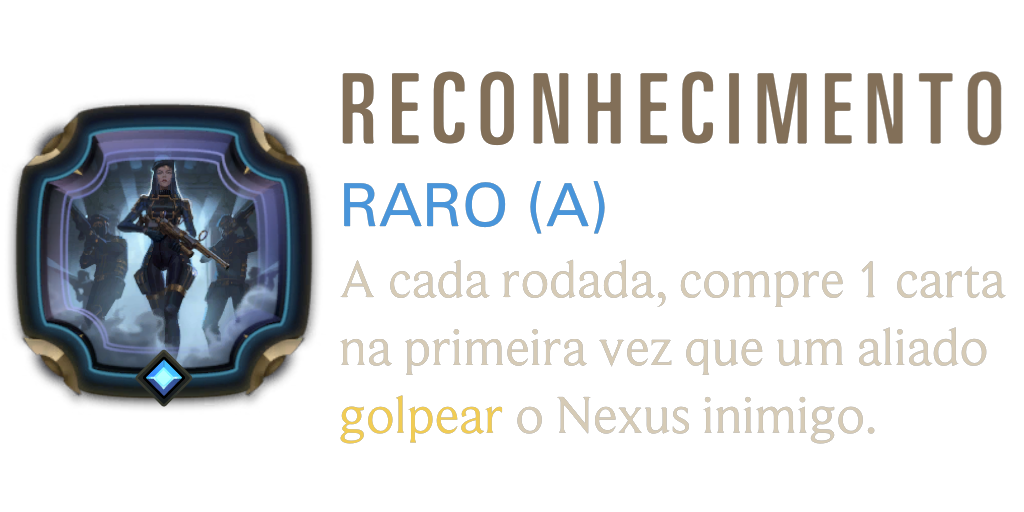 RECONHECIMENTO
RARO (A)
A cada rodada, compre 1 carta
na primeira vez que um aliado
golpear o Nexus inimigo.